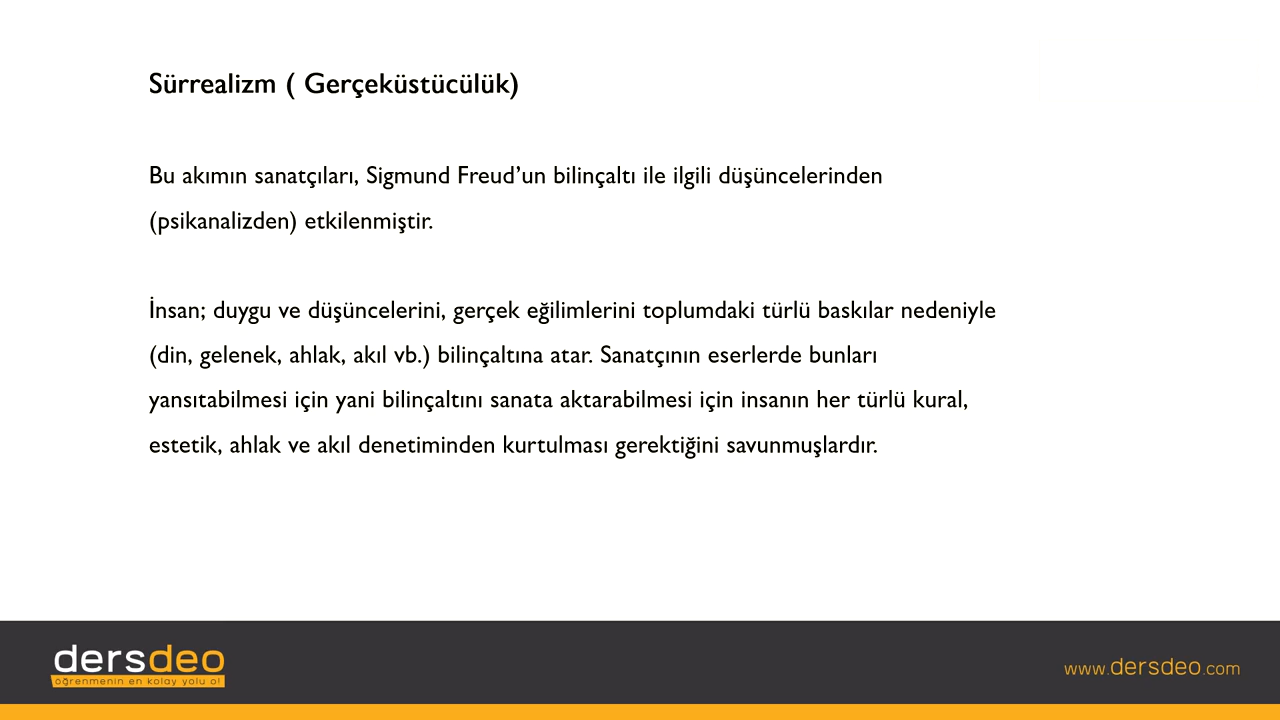 Sürrealizm ( Gerçeküstücülük)
Bu akımın sanatçıları, Sigmund Freud’un bilinçaltı ile ilgili düşüncelerinden
(psikanalizden) etkilenmiştir.
İnsan; duygu ve düşüncelerini, gerçek eğilimlerini toplumdaki türlü baskılar nedeniyle
(din, gelenek, ahlak, akıl vb.) bilinçaltına atar. Sanatçının eserlerde bunları
yansıtabilmesi için yani bilinçaltını sanata aktarabilmesi için insanın her türlü kural,
estetik, ahlak ve akıl denetiminden kurtulması gerektiğini savunmuşlardır.
dersdeo
öğrenmenin en kolay yolu o!
www.dersdeo.com